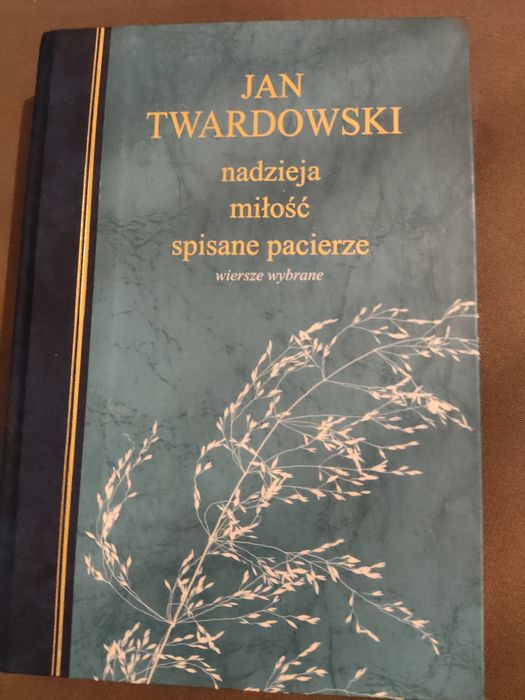 JAN
TWARDOWSKI
nadzieja
miłość
spisane pacierze
wiersze wybrane